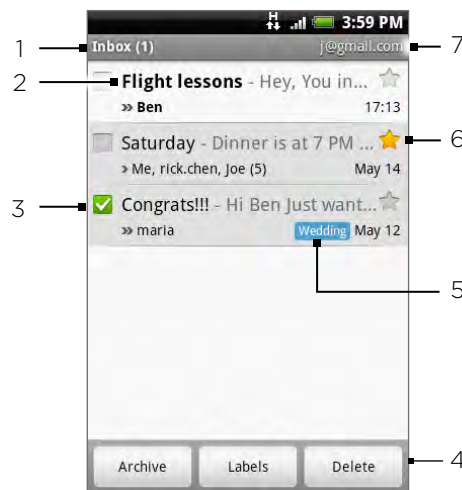 H 3:59 PM
1 Inbox (1) j@gmail.com 7
2 Flight lessons - Hey, You in...
» Ben 17:13
Saturday - Dinner is at 7 PM ... 6
› Me, rick.chen, Joe (5) May 14
3 Congrats!!! - Hi Ben Just want...
» maria Wedding May 12
5
Archive Labels Delete 4